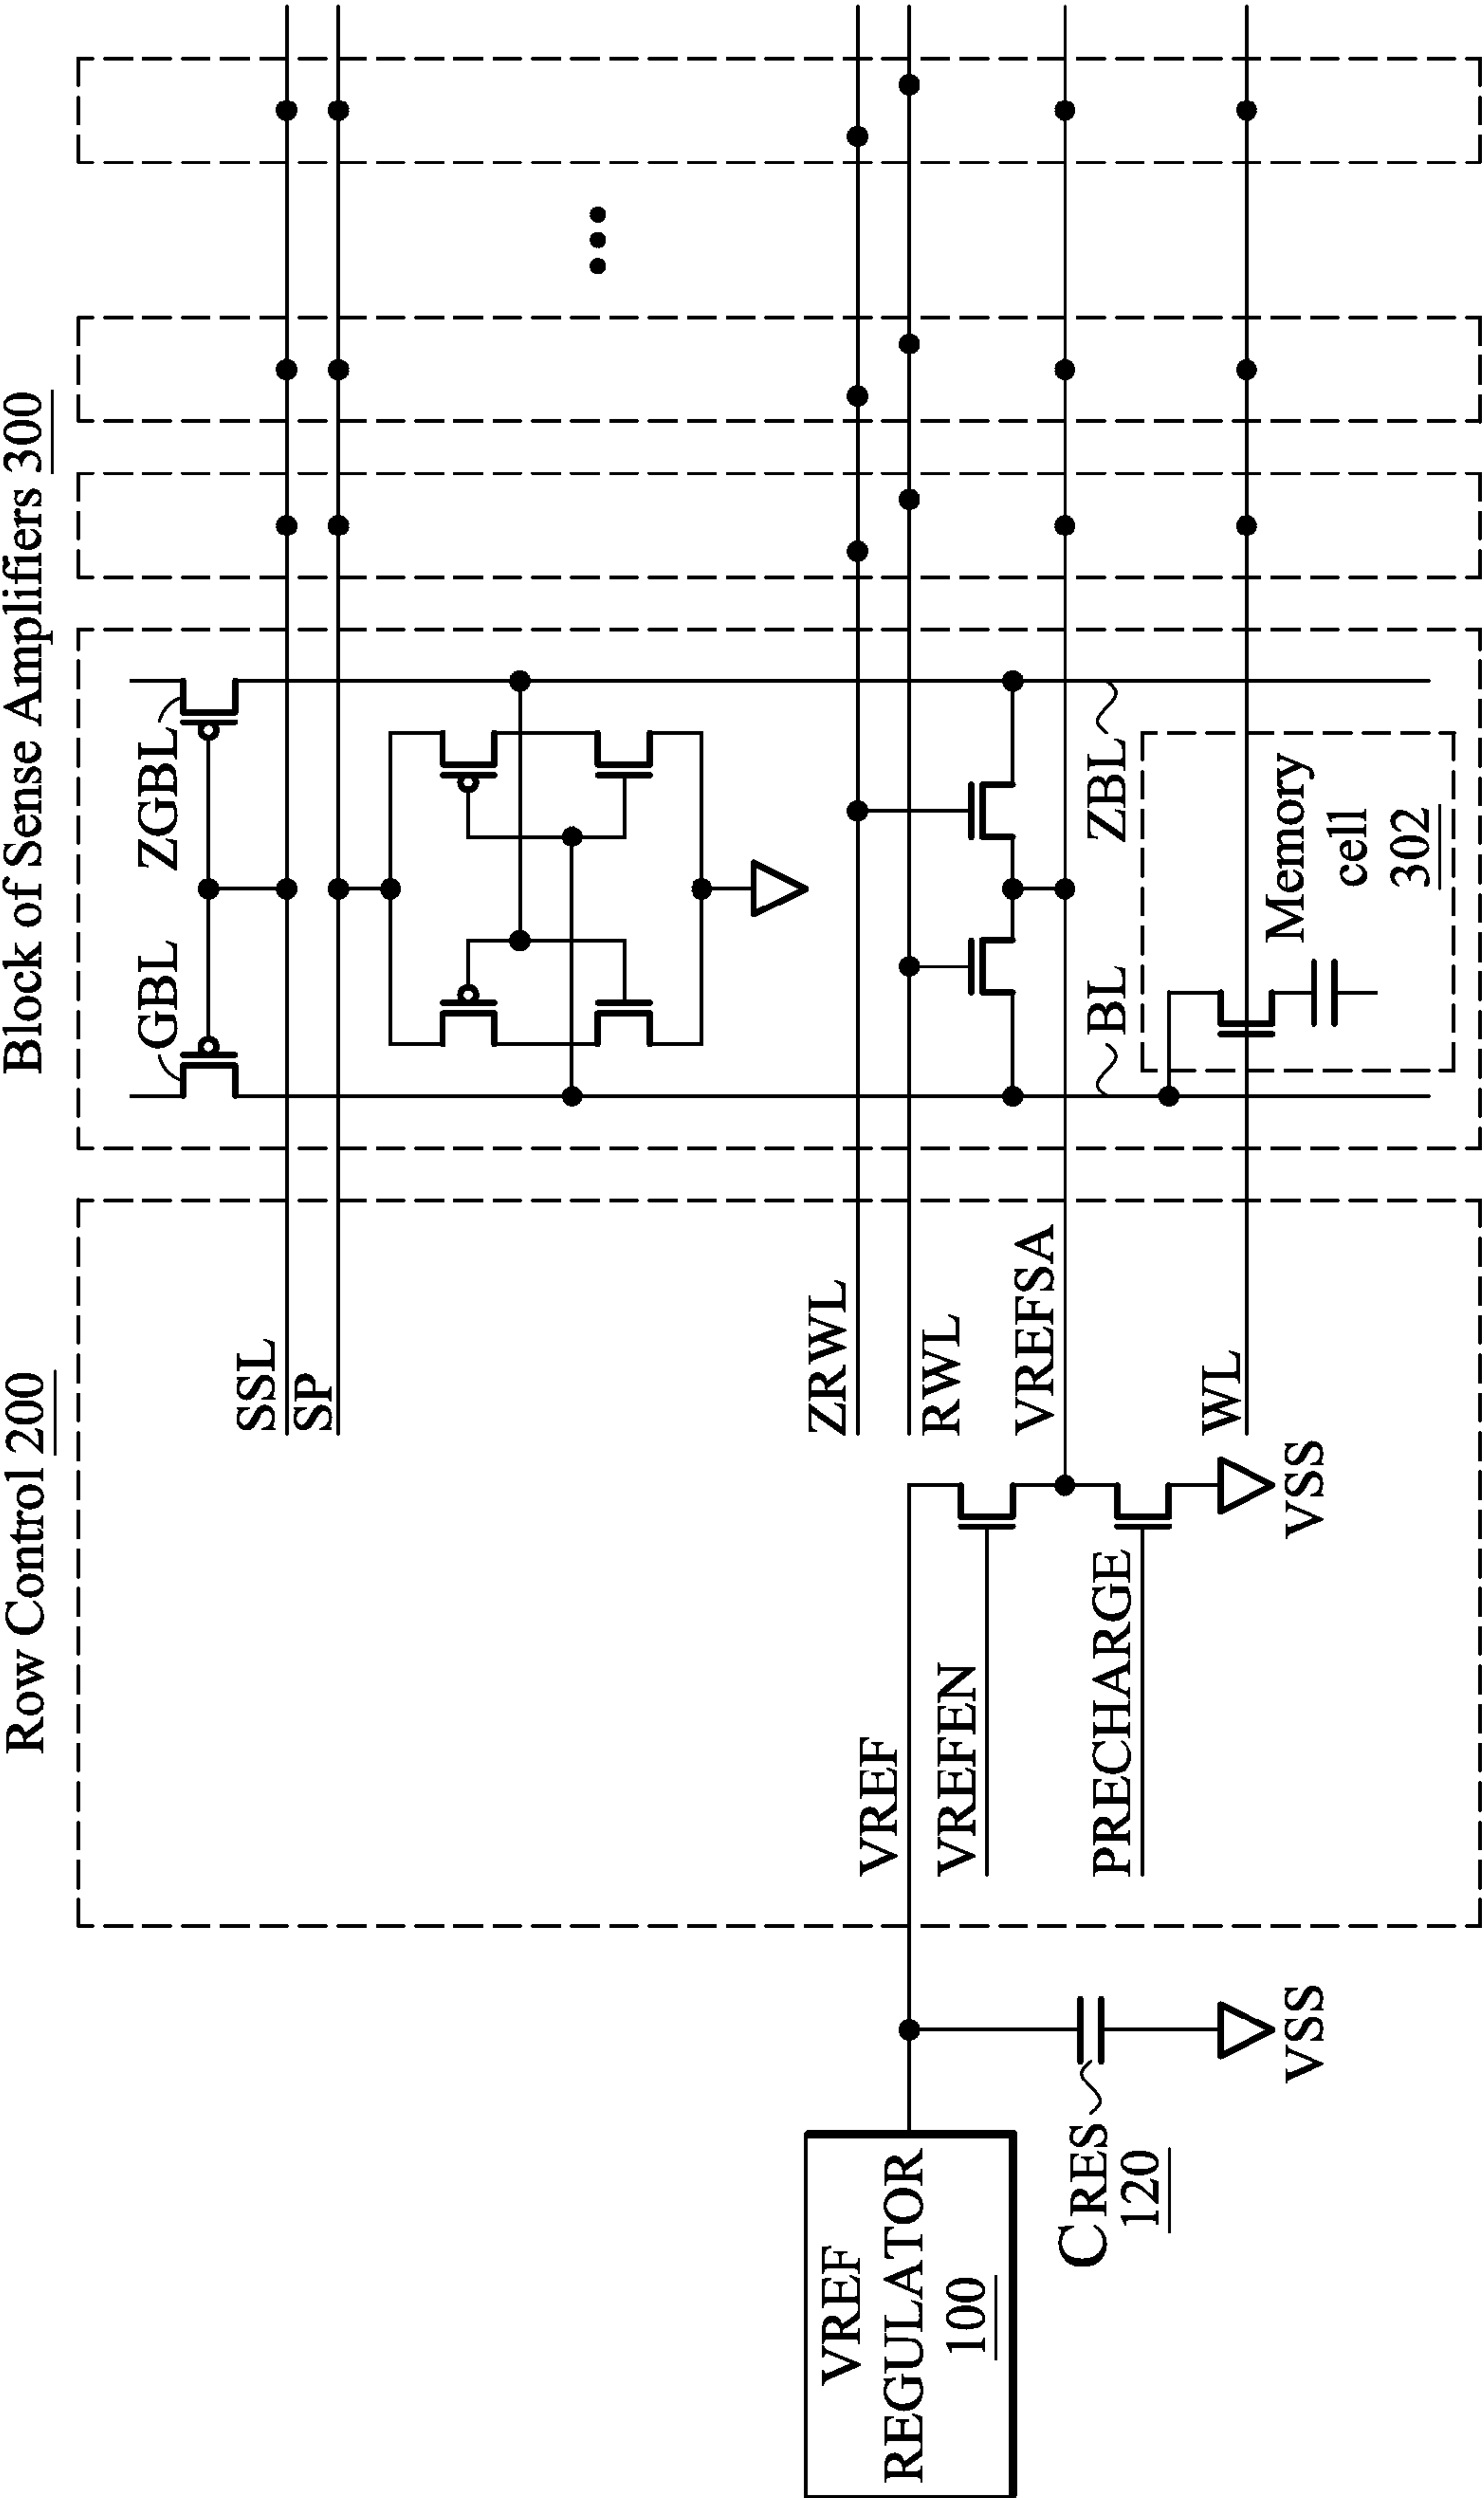 Row Control 200
Block of Sense Amplifiers 300
GBL
ZGBL
SSL
SP
ZRWL
RWL
VREFSA
WL
VREF
VREFEN
PRECHARGE
VSS
BL
ZBL
Memory
cell
302
VREF
REGULATOR
100
CRES
120
VSS